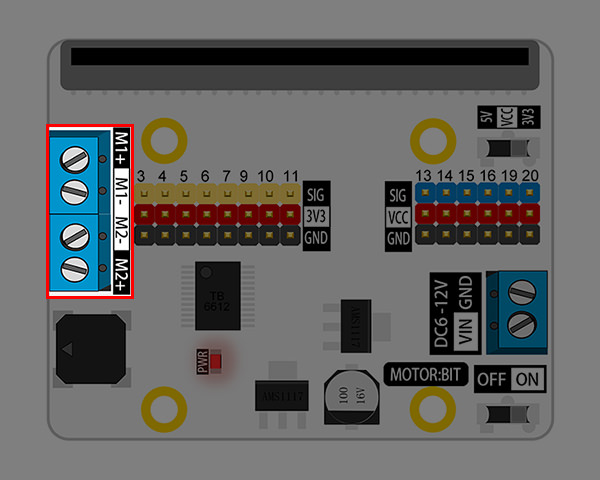 5V
VCC
3V3
M1+
M1-
M2-
M2+
3 4 5 6 7 9 10 11
SIG
3V3
GND
13 14 15 16 19 20
SIG
VCC
GND
TB
6612
DC6-12V
VIN GND
AMS1117
PWR
AMS1117
100
16V
MOTOR:BIT
OFF ON